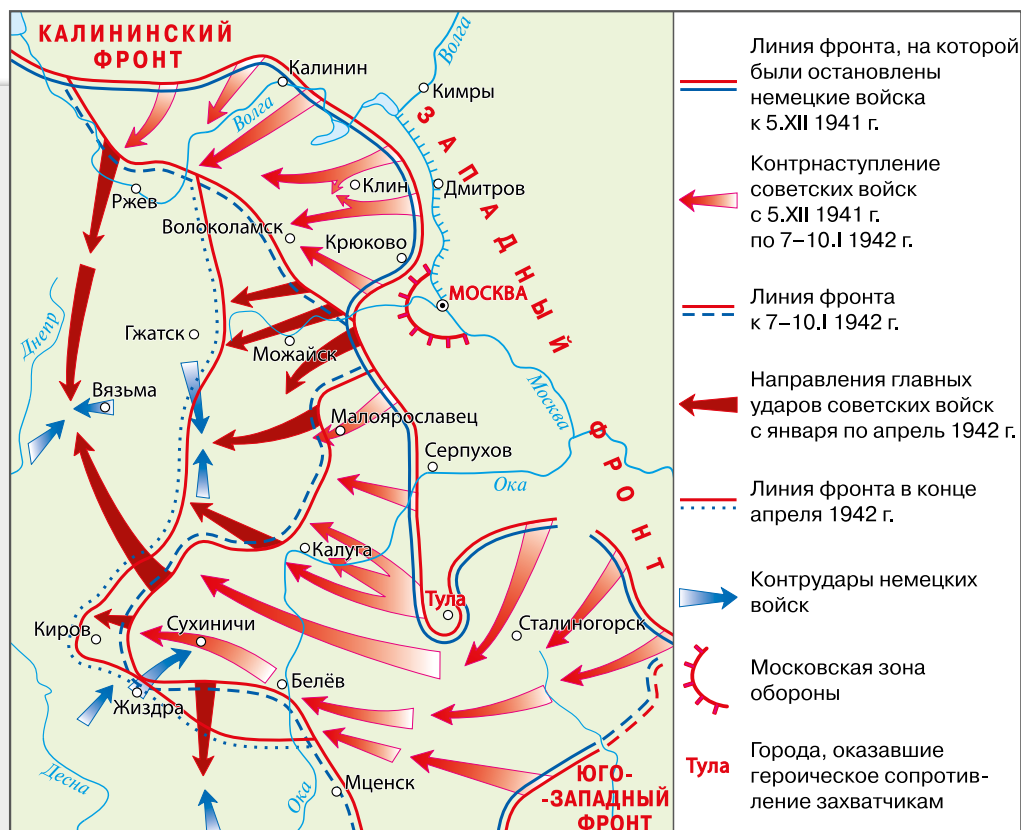 КАЛИНИНСКИЙ
ФРОНТ
Калинин
Волга
Кимры
Волга
ЗАПАДНЫЙ ФРОНТ
Ржев
Клин
Дмитров
Волоколамск
Крюково
МОСКВА
Днепр
Гжатск
Можайск
Вязьма
Москва
Малоярославец
Серпухов
Ока
Калуга
Тула
Сталиногорск
Киров
Сухиничи
Белёв
Жиздра
Десна
Ока
Мценск
ЮГО-
-ЗАПАДНЫЙ
ФРОНТ
Линия фронта, на которой
были остановлены
немецкие войска
к 5.XII 1941 г.
Контрнаступление
советских войск
с 5.XII 1941 г.
по 7–10.I 1942 г.
Линия фронта
к 7–10.I 1942 г.
Направления главных
ударов советских войск
с января по апрель 1942 г.
Линия фронта в конце
апреля 1942 г.
Контрудары немецких
войск
Московская зона
обороны
Тула
Города, оказавшие
героическое сопротив-
ление захватчикам